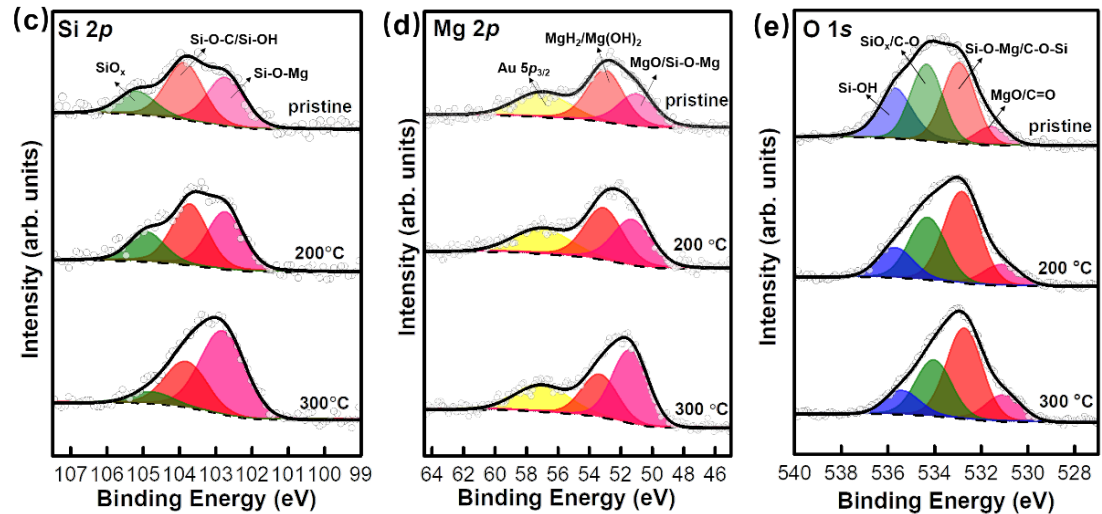 (c) Si 2p
Si-O-C/Si-OH
SiOx
Si-O-Mg
pristine
200°C
300°C
Intensity (arb. units)
107 106 105 104 103 102 101 100 99
Binding Energy (eV)
(d) Mg 2p
MgH2/Mg(OH)2
Au 5p3/2
MgO/Si-O-Mg
pristine
200 °C
300 °C
Intensity (arb. units)
64 62 60 58 56 54 52 50 48 46
Binding Energy (eV)
(e) O 1s
SiOx/C-O
Si-O-Mg/C-O-Si
Si-OH
MgO/C=O
pristine
200 °C
300 °C
Intensity (arb. units)
540 538 536 534 532 530 528
Binding Energy (eV)